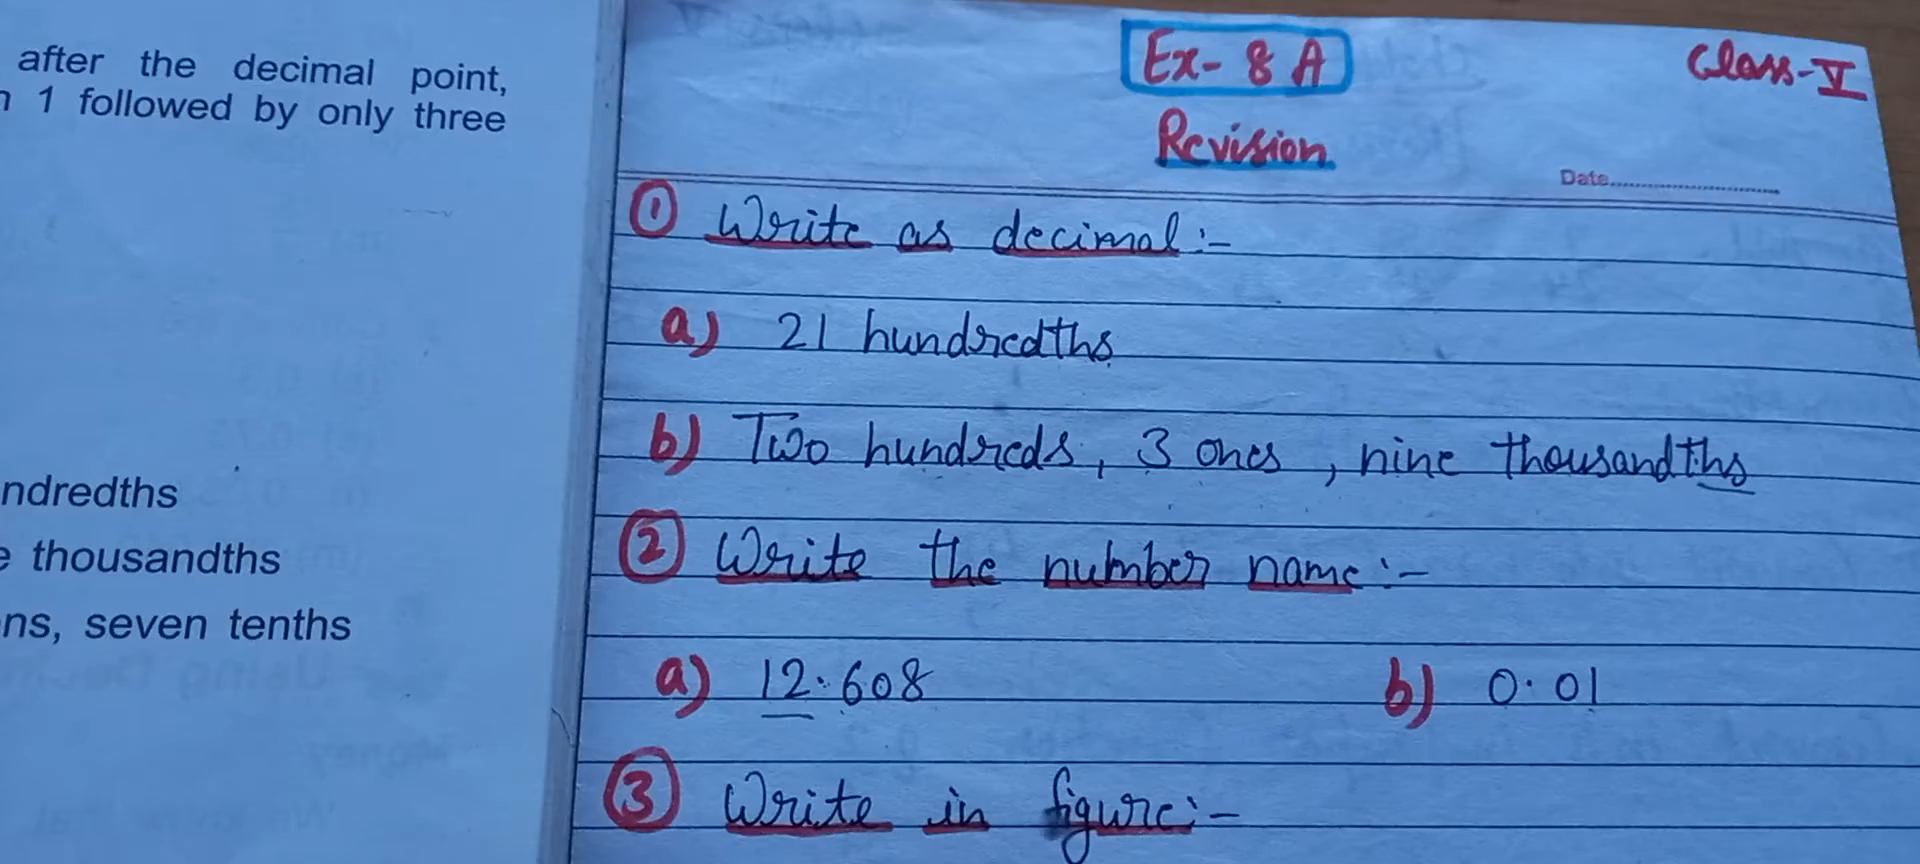 after the decimal point,
1 followed by only three
ndredths
thousandths
ns, seven tenths
Ex- 8 A
Class-V
Revision
Date
① Write as decimal:-
a) 21 hundredths
b) Two hundreds, 3 ones, nine thousandths
② Write the number name:-
a) 12.608 b) 0.01
③ Write in figure:-